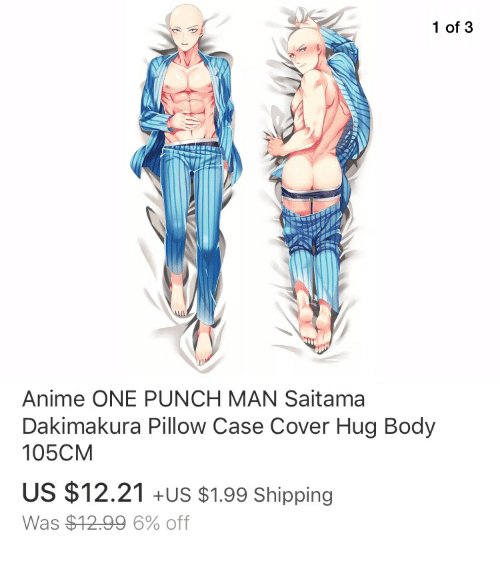 1 of 3
Anime ONE PUNCH MAN Saitama
Dakimakura Pillow Case Cover Hug Body
105CM
US $12.21 +US $1.99 Shipping
Was $12.99 6% off